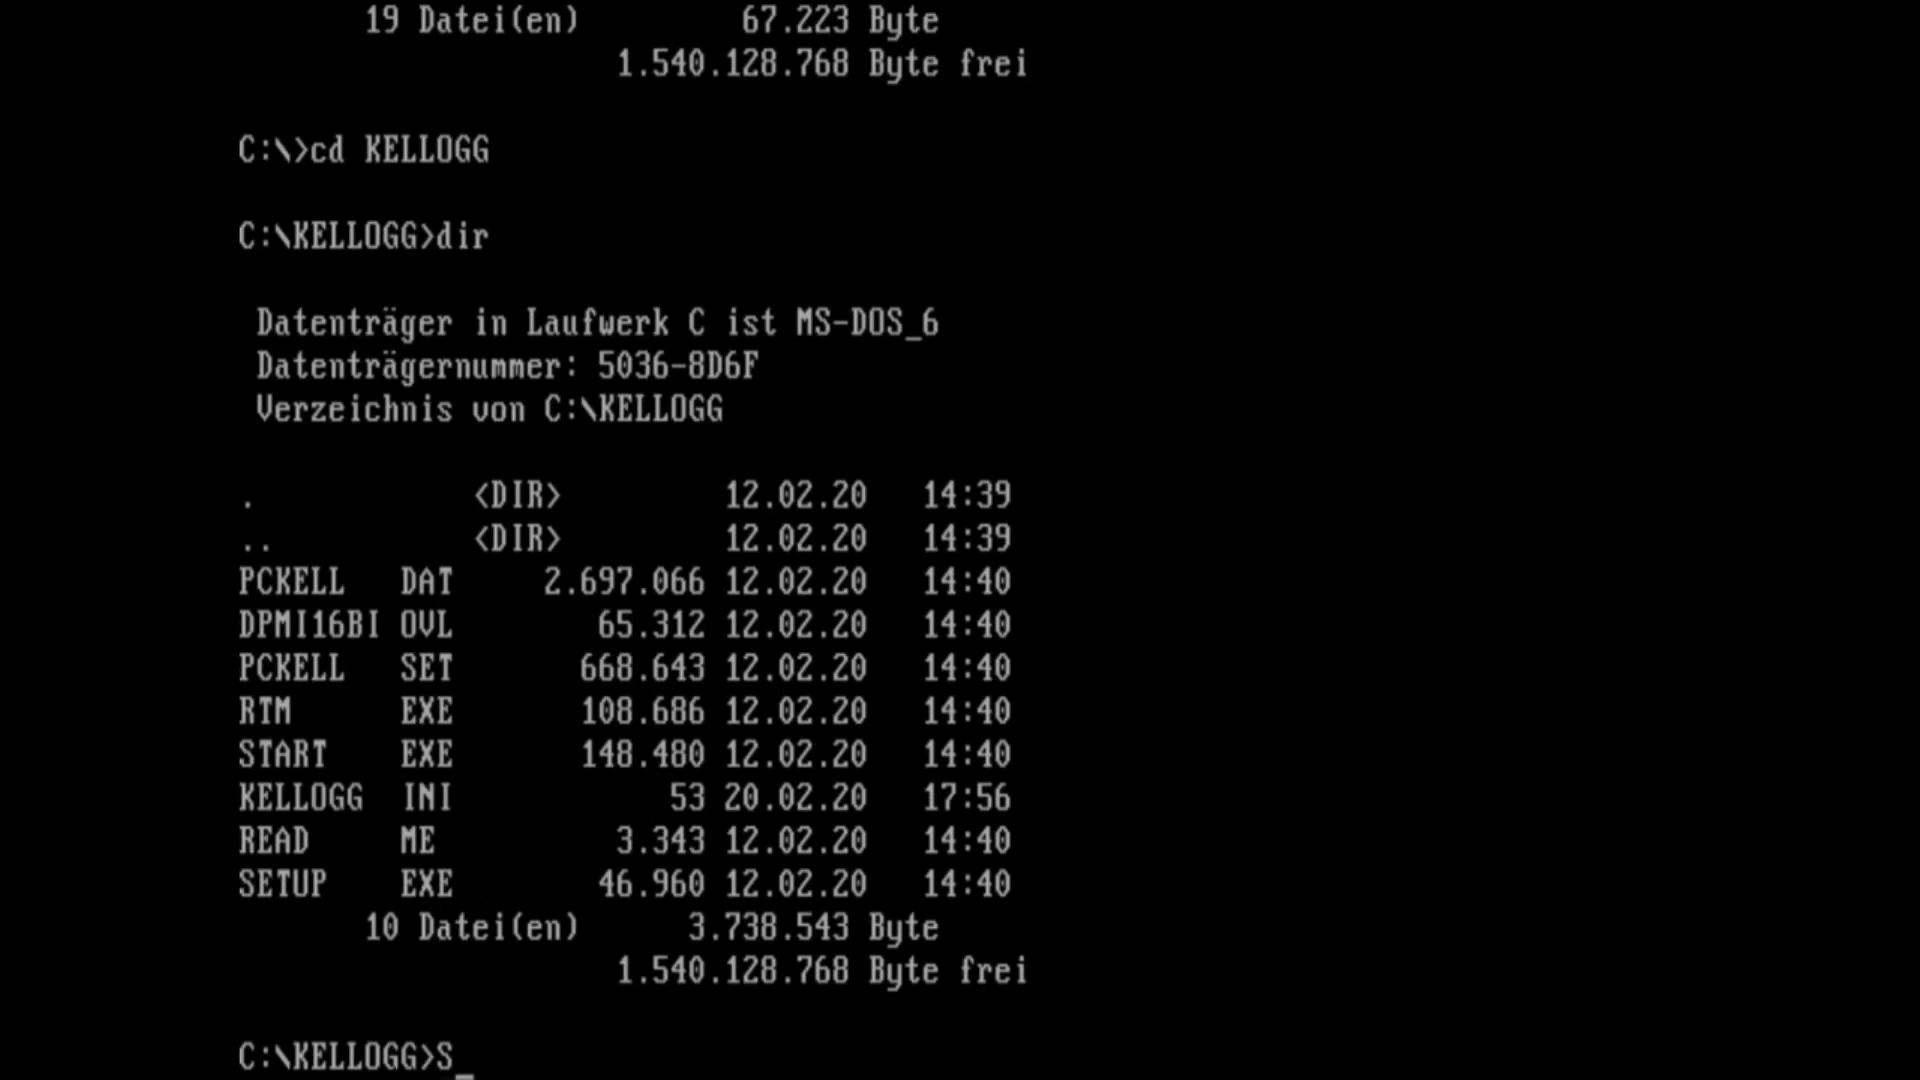 19 Datei(en) 67.223 Byte
1.540.128.768 Byte frei
C:\>cd KELLOGG
C:\KELLOGG>dir
Datenträger in Laufwerk C ist MS-DOS_6
Datenträgernummer: 5036-8D6F
Verzeichnis von C:\KELLOGG
. <DIR> 12.02.20 14:39
.. <DIR> 12.02.20 14:39
PCKELL DAT 2.697.066 12.02.20 14:40
DPMI16BI OVL 65.312 12.02.20 14:40
PCKELL SET 668.643 12.02.20 14:40
RTM EXE 108.686 12.02.20 14:40
START EXE 148.480 12.02.20 14:40
KELLOGG INI 53 20.02.20 17:56
READ ME 3.343 12.02.20 14:40
SETUP EXE 46.960 12.02.20 14:40
10 Datei(en) 3.738.543 Byte
1.540.128.768 Byte frei
C:\KELLOGG>S_